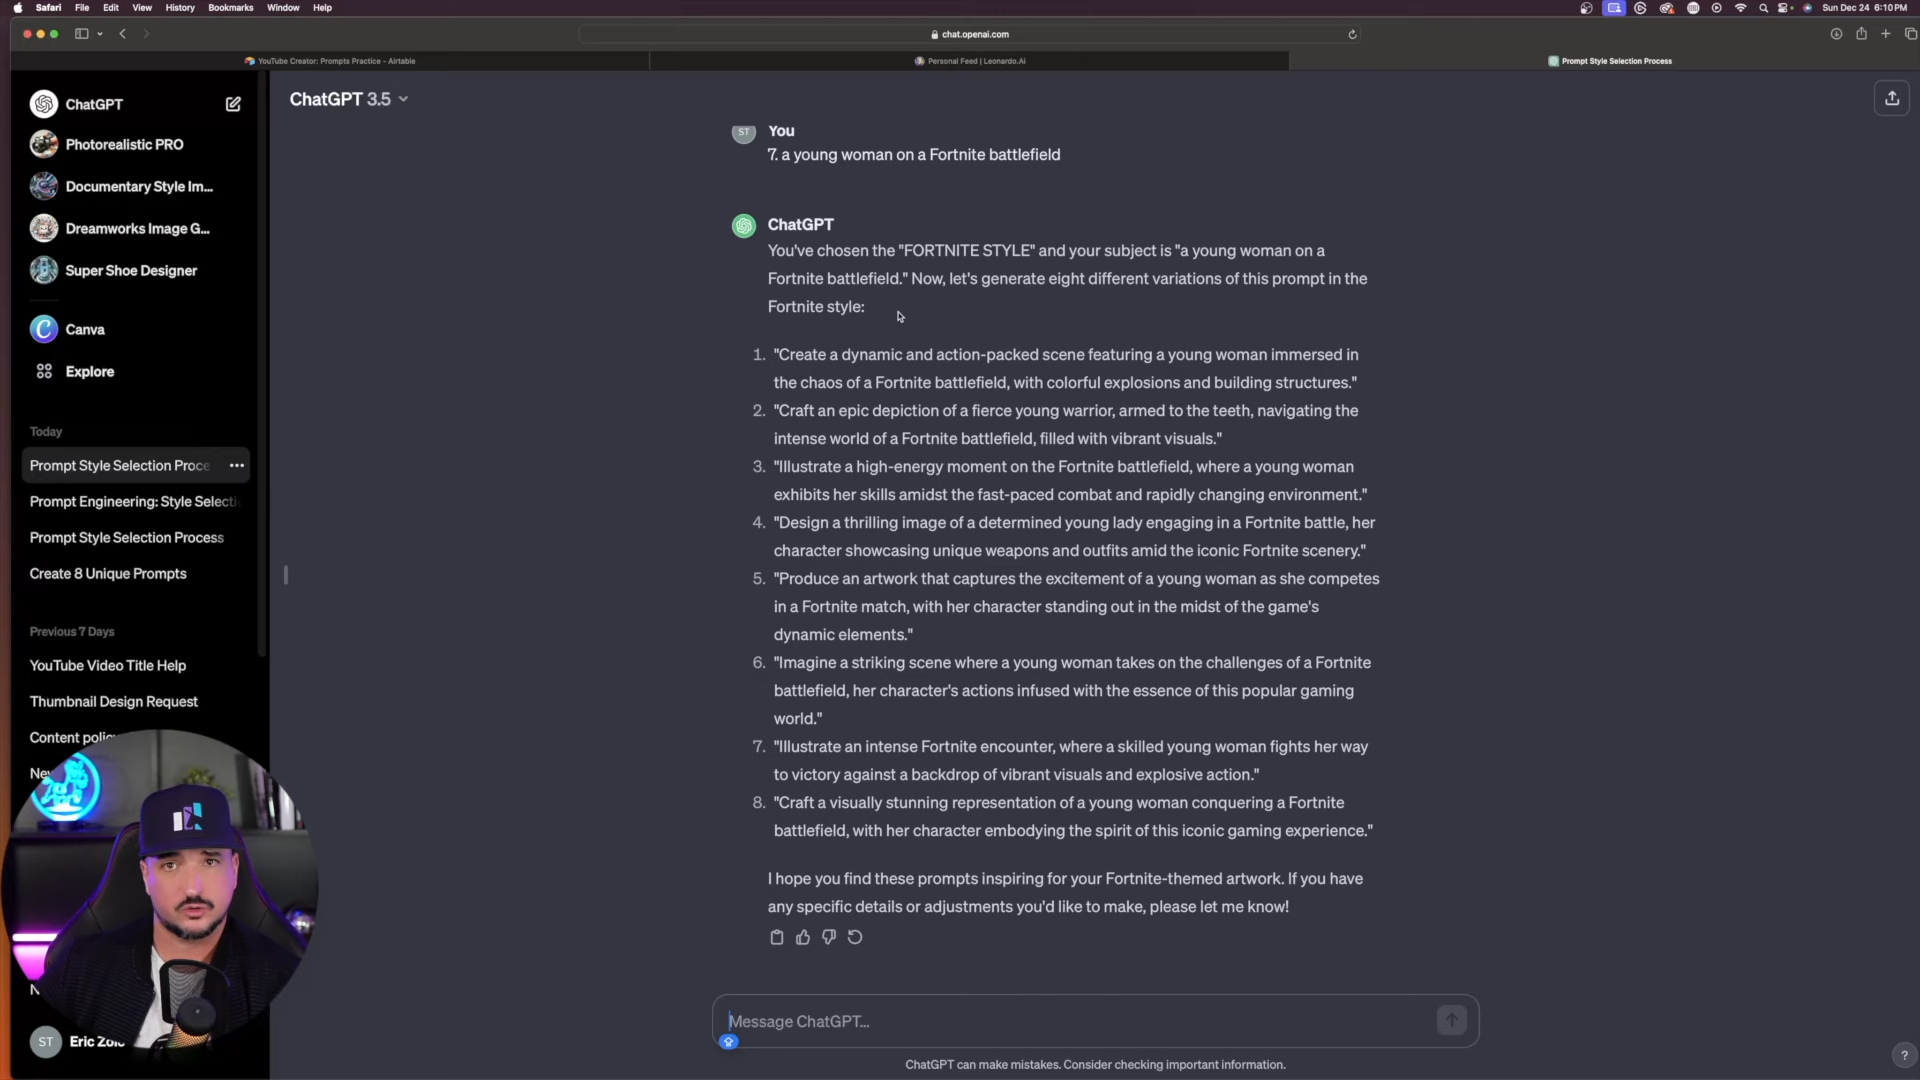 Safari File Edit View History Bookmarks Window Help
Sun Dec 24 6:10 PM
chat.openai.com
YouTube Creator: Prompts Practice - Airtable
Personal Feed | Leonardo.Ai
Prompt Style Selection Process
ChatGPT
Photorealistic PRO
Documentary Style Im...
Dreamworks Image G...
Super Shoe Designer
Canva
Explore
Today
Prompt Style Selection Proce
Prompt Engineering: Style Selecti
Prompt Style Selection Process
Create 8 Unique Prompts
Previous 7 Days
YouTube Video Title Help
Thumbnail Design Request
Content polic
ST
Eric Zolo
ChatGPT 3.5
ST
You
7. a young woman on a Fortnite battlefield
ChatGPT
You've chosen the "FORTNITE STYLE" and your subject is "a young woman on a
Fortnite battlefield." Now, let's generate eight different variations of this prompt in the
Fortnite style:
1. "Create a dynamic and action-packed scene featuring a young woman immersed in
the chaos of a Fortnite battlefield, with colorful explosions and building structures."
2. "Craft an epic depiction of a fierce young warrior, armed to the teeth, navigating the
intense world of a Fortnite battlefield, filled with vibrant visuals."
3. "Illustrate a high-energy moment on the Fortnite battlefield, where a young woman
exhibits her skills amidst the fast-paced combat and rapidly changing environment."
4. "Design a thrilling image of a determined young lady engaging in a Fortnite battle, her
character showcasing unique weapons and outfits amid the iconic Fortnite scenery."
5. "Produce an artwork that captures the excitement of a young woman as she competes
in a Fortnite match, with her character standing out in the midst of the game's
dynamic elements."
6. "Imagine a striking scene where a young woman takes on the challenges of a Fortnite
battlefield, her character's actions infused with the essence of this popular gaming
world."
7. "Illustrate an intense Fortnite encounter, where a skilled young woman fights her way
to victory against a backdrop of vibrant visuals and explosive action."
8. "Craft a visually stunning representation of a young woman conquering a Fortnite
battlefield, with her character embodying the spirit of this iconic gaming experience."
I hope you find these prompts inspiring for your Fortnite-themed artwork. If you have
any specific details or adjustments you'd like to make, please let me know!
Message ChatGPT...
ChatGPT can make mistakes. Consider checking important information.
?